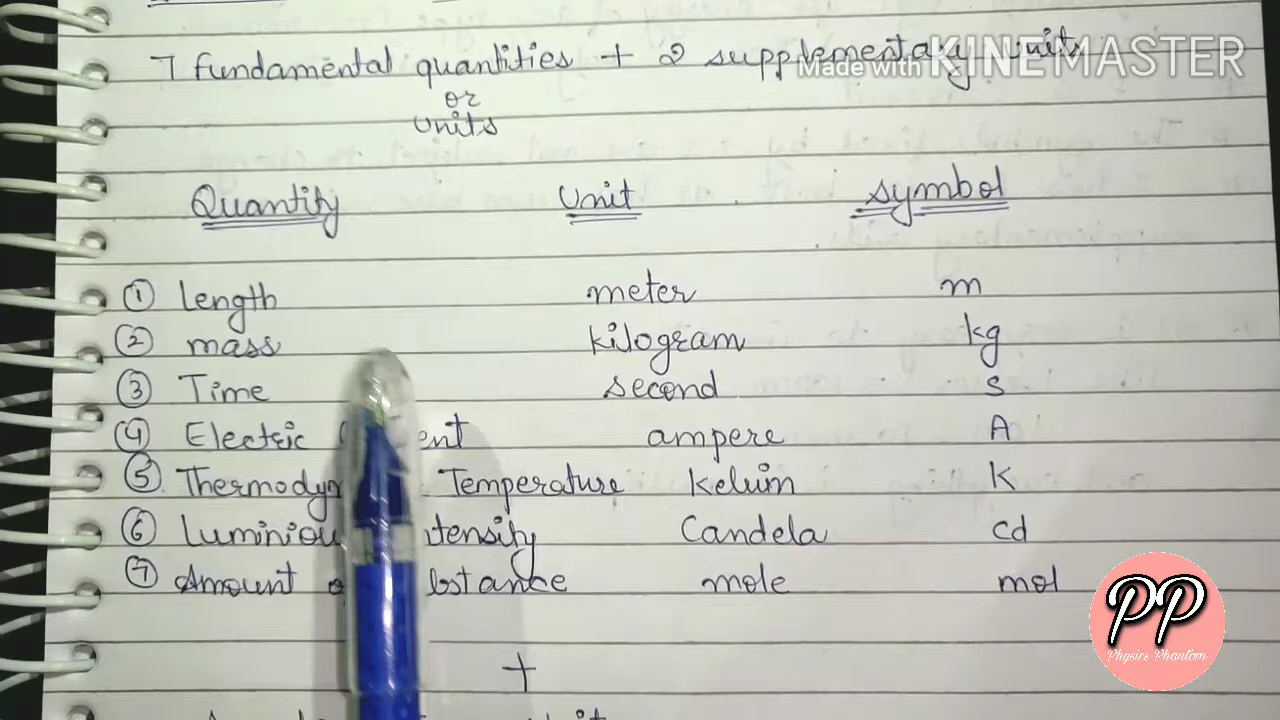 7 fundamental quantities + 2 supplementary units
or
units
Made with KINEMASTER
Quantity Unit Symbol
① Length meter m
② mass kilogram kg
③ Time second s
④ Electric ent ampere A
⑤ Thermodyn Temperature Kelvin K
⑥ Luminiou tensity Candela cd
⑦ Amount o bstance mole mol
+
PP
Physics Phantom